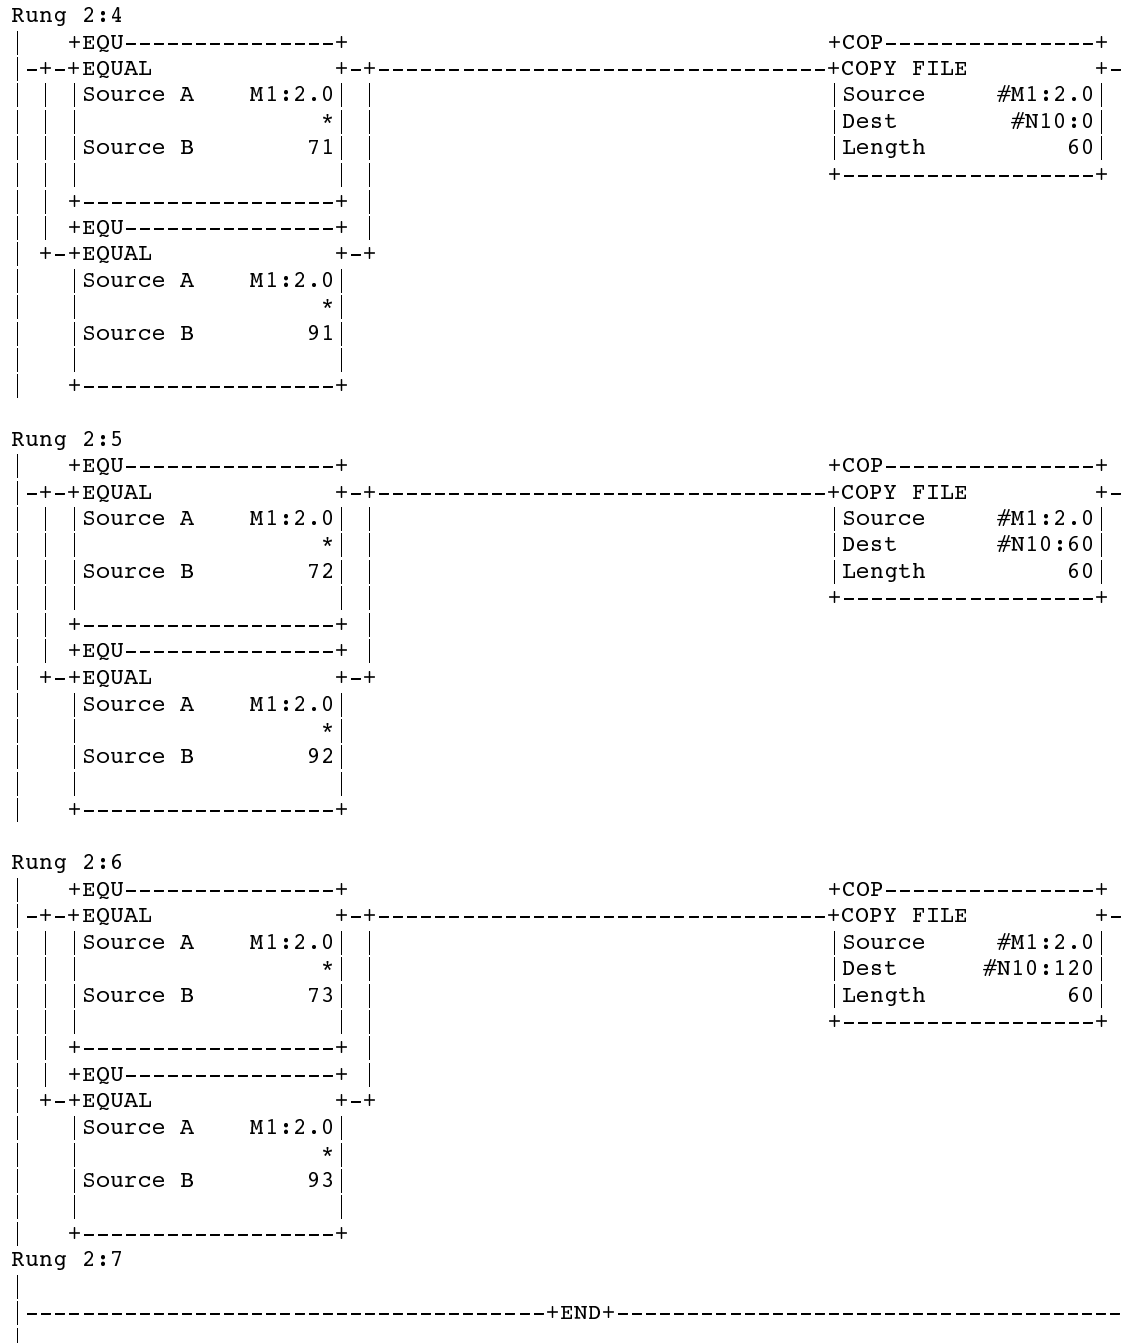 Rung 2:4
|   +EQU---------------+                                  +COP---------------+
|-+-+EQUAL             +-+--------------------------------+COPY FILE         +-
| | |Source A    M1:2.0| |                                |Source     #M1:2.0|
| | |                 *| |                                |Dest        #N10:0|
| | |Source B        71| |                                |Length          60|
| | |                  | |                                +------------------+
| | +------------------+ |
| | +EQU---------------+ |
| +-+EQUAL             +-+
|   |Source A    M1:2.0|
|   |                 *|
|   |Source B        91|
|   |                  |
|   +------------------+
Rung 2:5
|   +EQU---------------+                                  +COP---------------+
|-+-+EQUAL             +-+--------------------------------+COPY FILE         +-
| | |Source A    M1:2.0| |                                |Source     #M1:2.0|
| | |                 *| |                                |Dest       #N10:60|
| | |Source B        72| |                                |Length          60|
| | |                  | |                                +------------------+
| | +------------------+ |
| | +EQU---------------+ |
| +-+EQUAL             +-+
|   |Source A    M1:2.0|
|   |                 *|
|   |Source B        92|
|   |                  |
|   +------------------+
Rung 2:6
|   +EQU---------------+                                  +COP---------------+
|-+-+EQUAL             +-+--------------------------------+COPY FILE         +-
| | |Source A    M1:2.0| |                                |Source     #M1:2.0|
| | |                 *| |                                |Dest      #N10:120|
| | |Source B        73| |                                |Length          60|
| | |                  | |                                +------------------+
| | +------------------+ |
| | +EQU---------------+ |
| +-+EQUAL             +-+
|   |Source A    M1:2.0|
|   |                 *|
|   |Source B        93|
|   |                  |
|   +------------------+
Rung 2:7
|
|-------------------------------------+END+------------------------------------
|